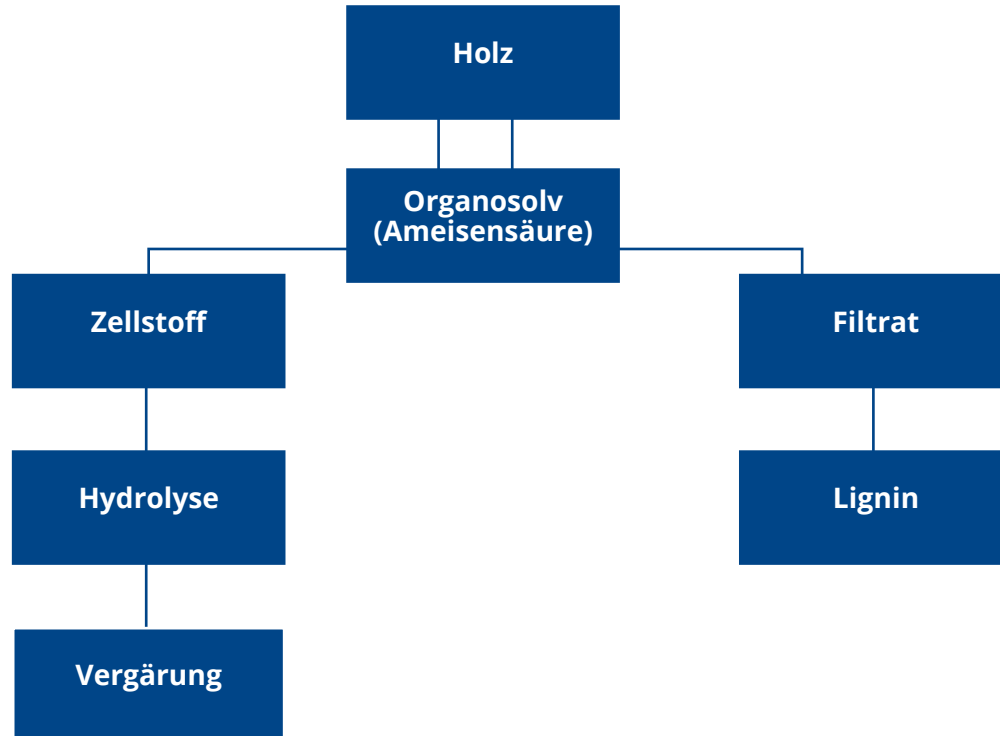 Holz
Organosolv
(Ameisensäure)
Zellstoff
Filtrat
Hydrolyse
Lignin
Vergärung